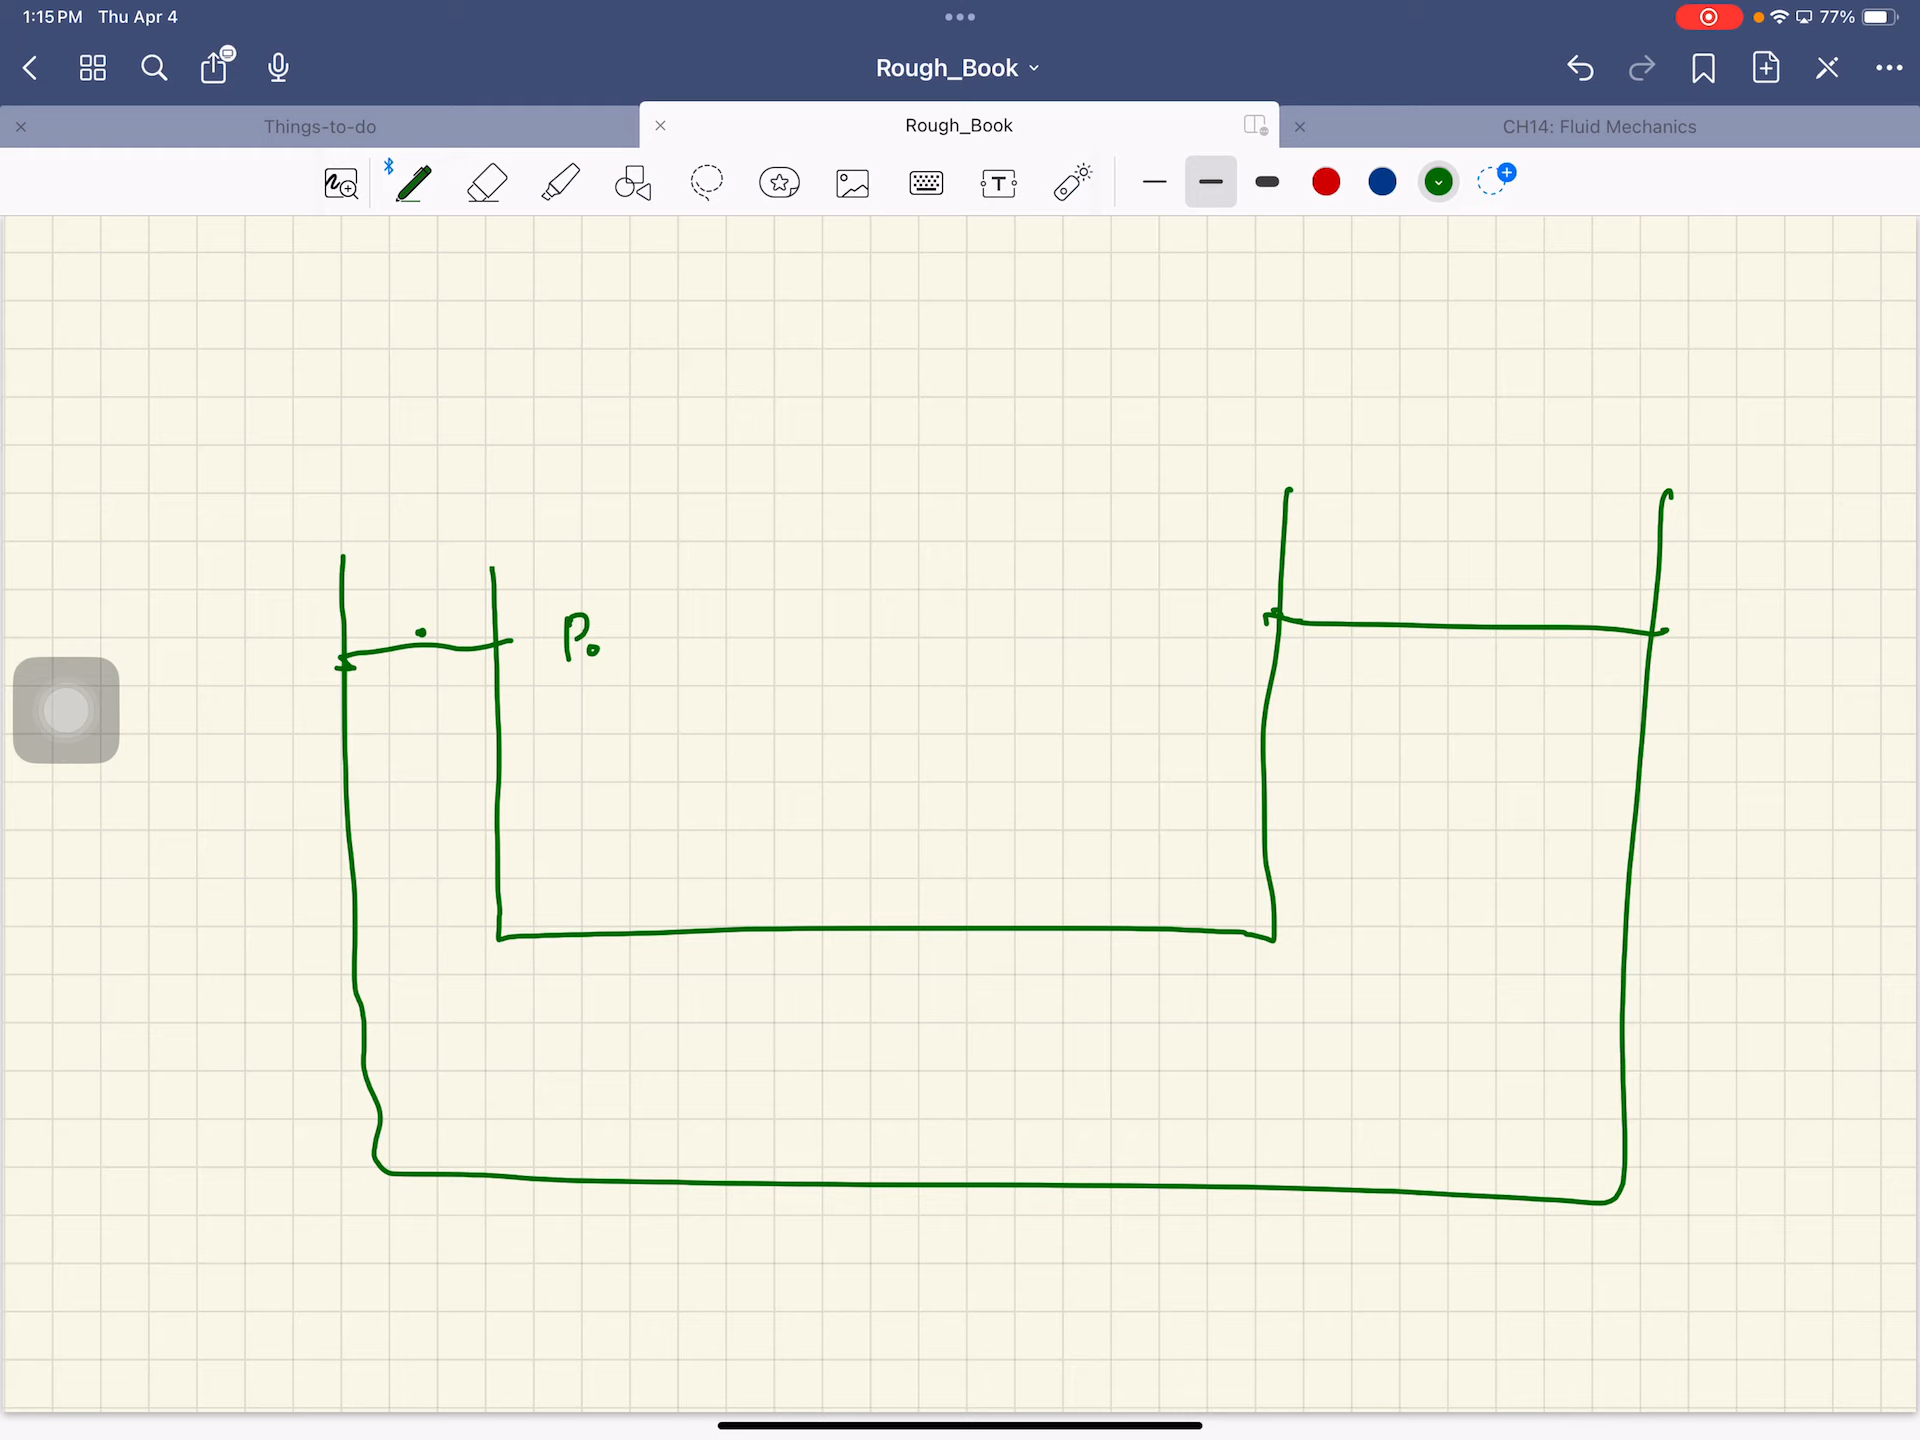 1:15 PM Thu Apr 4
77%
Rough_Book
Things-to-do
Rough_Book
CH14: Fluid Mechanics
T
P₀